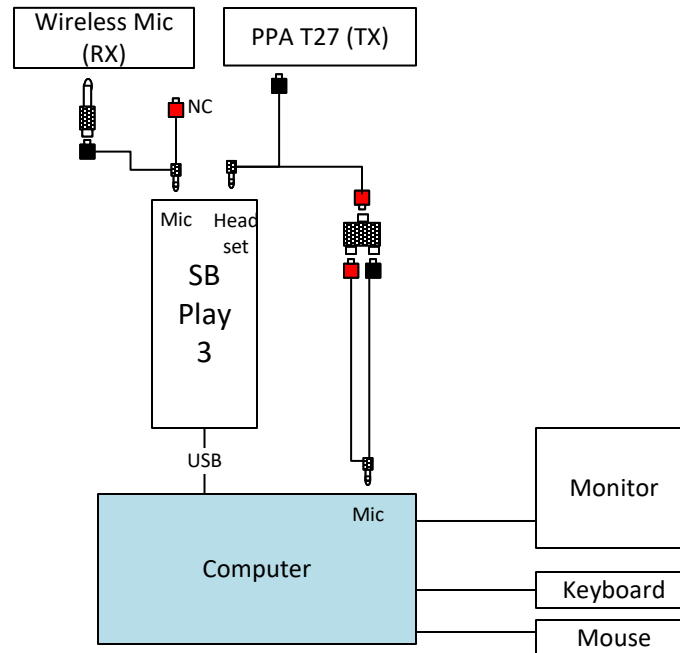 Wireless Mic
(RX)
PPA T27 (TX)
NC
Mic
Head
set
SB
Play
3
USB
Mic
Computer
Monitor
Keyboard
Mouse